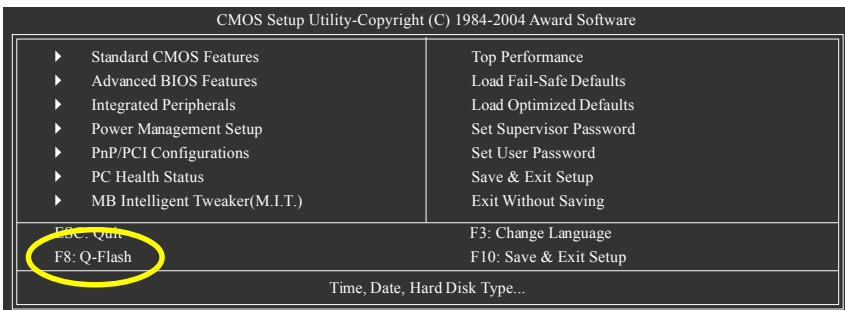 CMOS Setup Utility-Copyright (C) 1984-2004 Award Software
Standard CMOS Features
Advanced BIOS Features
Integrated Peripherals
Power Management Setup
PnP/PCI Configurations
PC Health Status
MB Intelligent Tweaker(M.I.T.)
Top Performance
Load Fail-Safe Defaults
Load Optimized Defaults
Set Supervisor Password
Set User Password
Save & Exit Setup
Exit Without Saving
ESC: Quit
F8: Q-Flash
F3: Change Language
F10: Save & Exit Setup
Time, Date, Hard Disk Type...